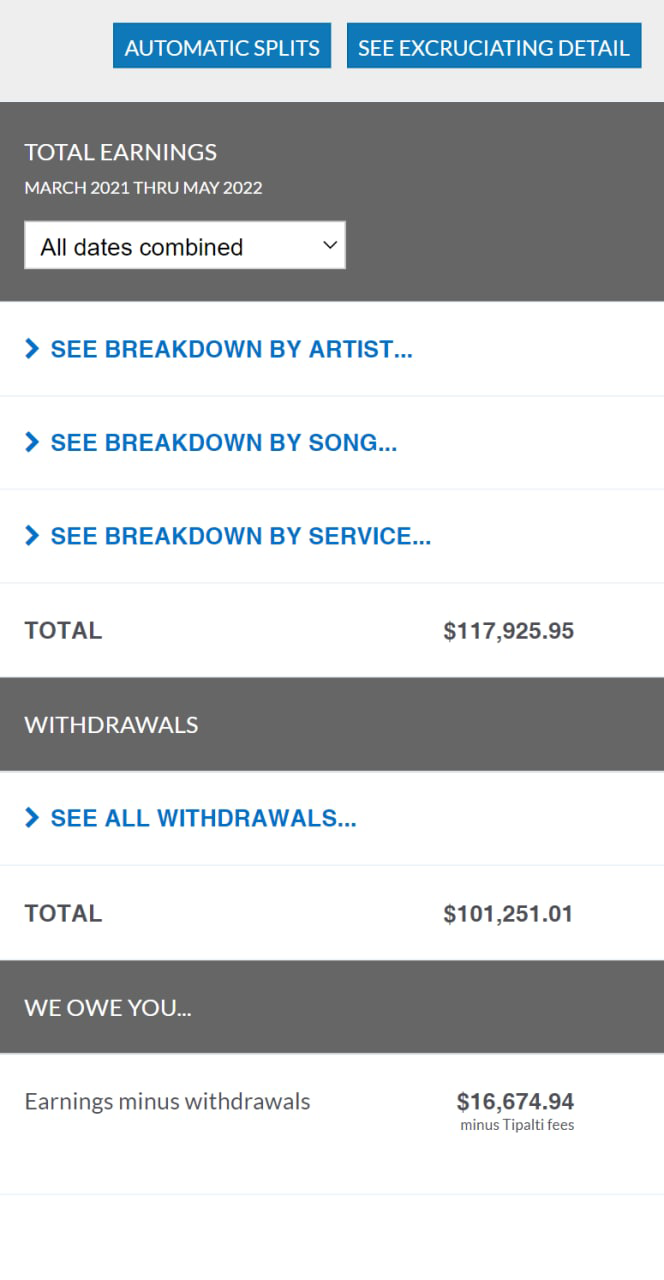 AUTOMATIC SPLITS
SEE EXCRUCIATING DETAIL
TOTAL EARNINGS
MARCH 2021 THRU MAY 2022
All dates combined
SEE BREAKDOWN BY ARTIST...
SEE BREAKDOWN BY SONG...
SEE BREAKDOWN BY SERVICE...
TOTAL $117,925.95
WITHDRAWALS
SEE ALL WITHDRAWALS...
TOTAL $101,251.01
WE OWE YOU...
Earnings minus withdrawals $16,674.94
minus Tipalti fees